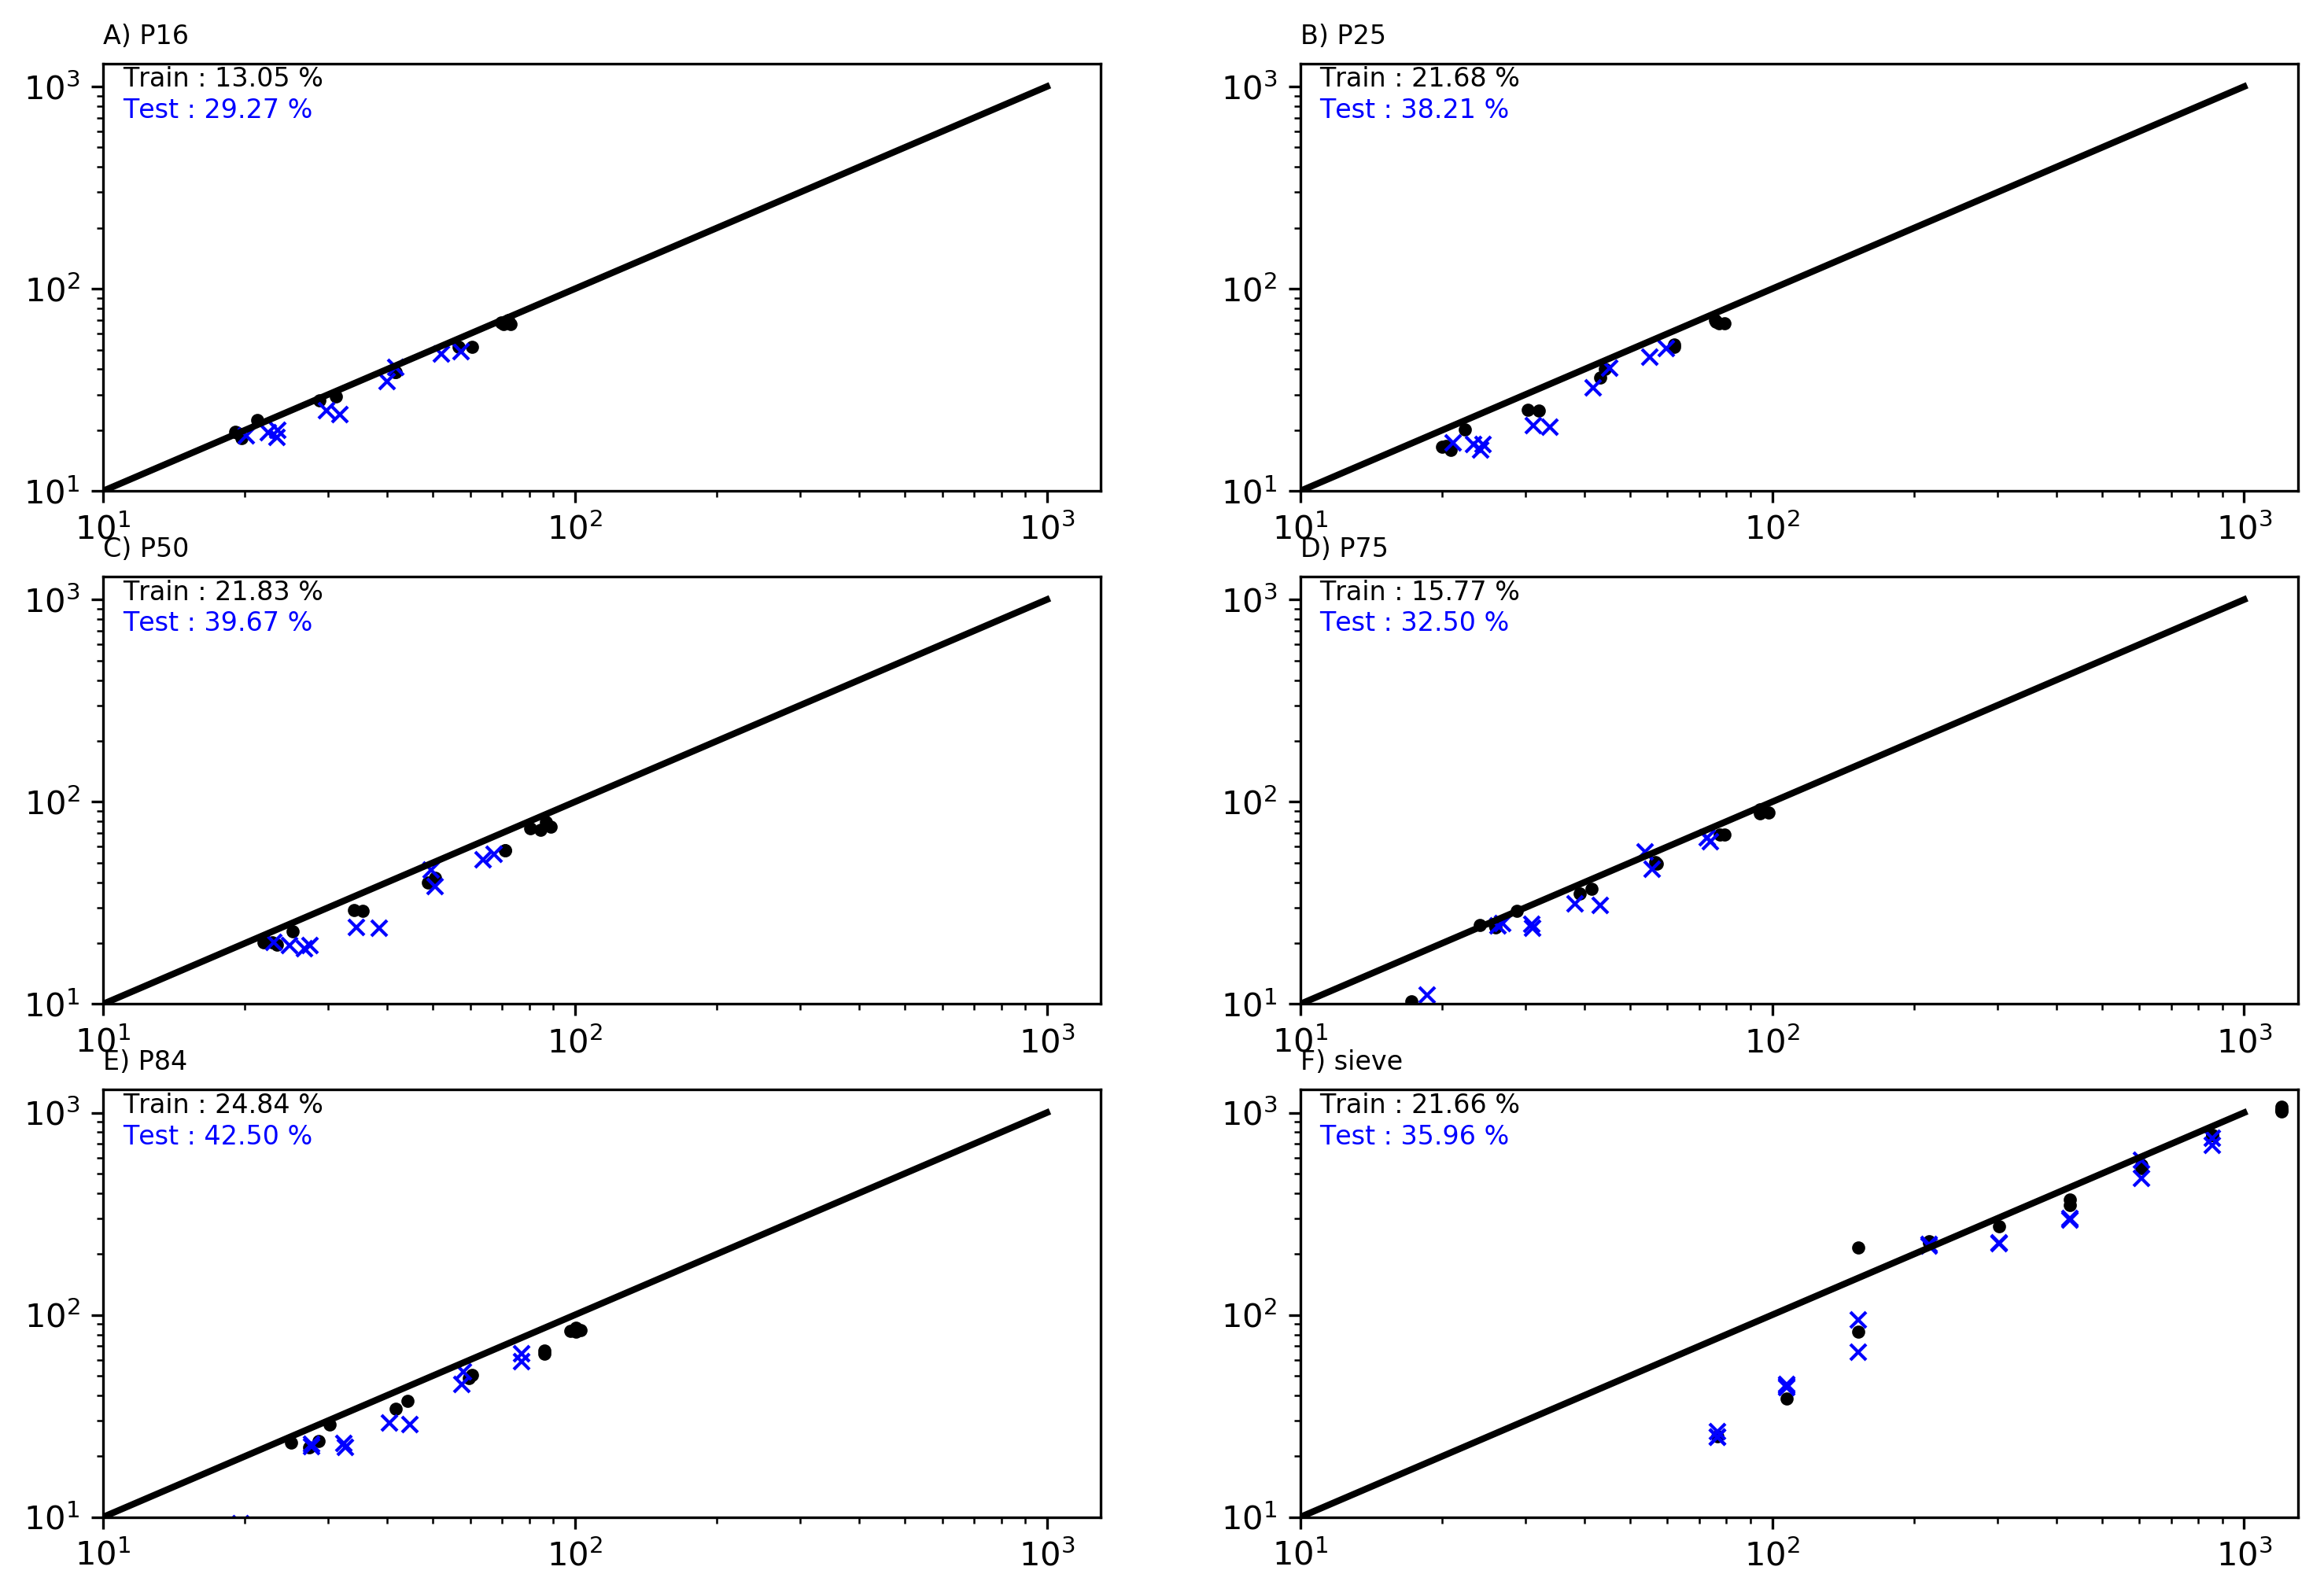 A) P16
Train : 13.05 %
Test : 29.27 %
10³
10²
10¹
10¹ 10² 10³
B) P25
Train : 21.68 %
Test : 38.21 %
10³
10²
10¹
10¹ 10² 10³
C) P50
Train : 21.83 %
Test : 39.67 %
10³
10²
10¹
10¹ 10² 10³
D) P75
Train : 15.77 %
Test : 32.50 %
10³
10²
10¹
10¹ 10² 10³
E) P84
Train : 24.84 %
Test : 42.50 %
10³
10²
10¹
10¹ 10² 10³
F) sieve
Train : 21.66 %
Test : 35.96 %
10³
10²
10¹
10¹ 10² 10³